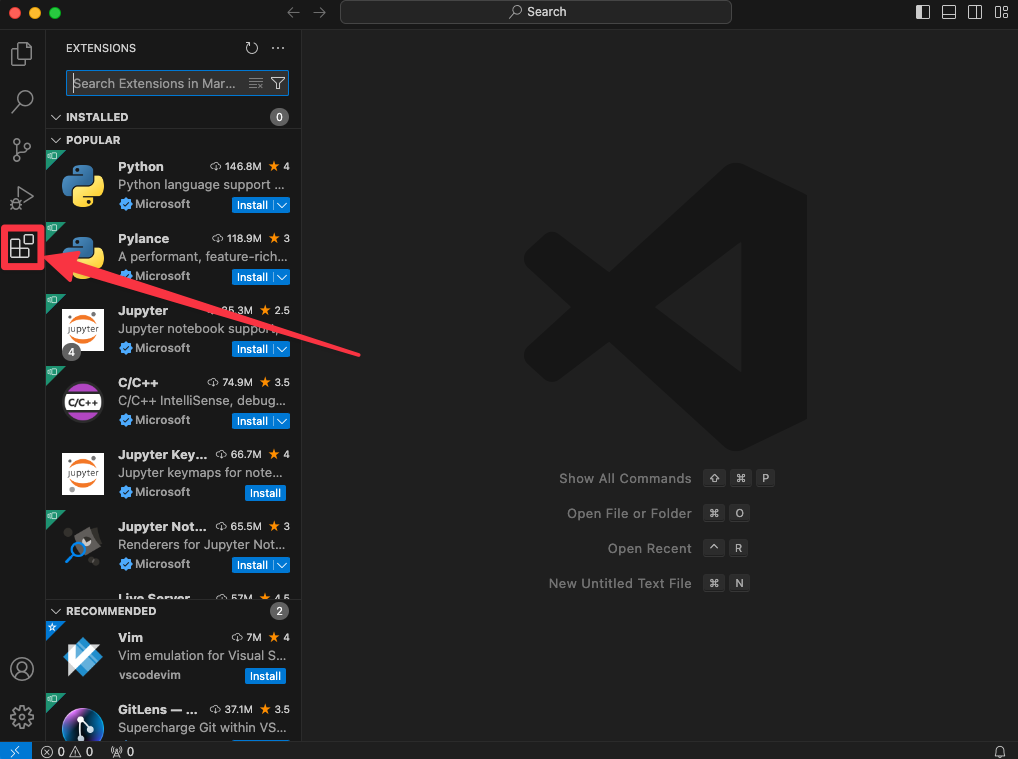 Search
EXTENSIONS
Search Extensions in Mar...
INSTALLED 0
POPULAR
Python 146.8M 4
Python language support ...
Microsoft Install
Pylance 118.9M 3
A performant, feature-rich...
Microsoft Install
jupyter
4
Jupyter 2.5
Jupyter notebook support,
Microsoft Install
C/C++
C/C++ 74.9M 3.5
C/C++ IntelliSense, debug...
Microsoft Install
jupyter
Jupyter Key... 66.7M 4
Jupyter keymaps for note...
Microsoft Install
Jupyter Not... 65.5M 3
Renderers for Jupyter Not...
Microsoft Install
Live Server 57M 4.5
RECOMMENDED 2
Vim 7M 4
Vim emulation for Visual S...
vscodevim Install
GitLens — ... 37.1M 3.5
Supercharge Git within VS...
Show All Commands ⇧ ⌘ P
Open File or Folder ⌘ O
Open Recent ^ R
New Untitled Text File ⌘ N
0 0 0